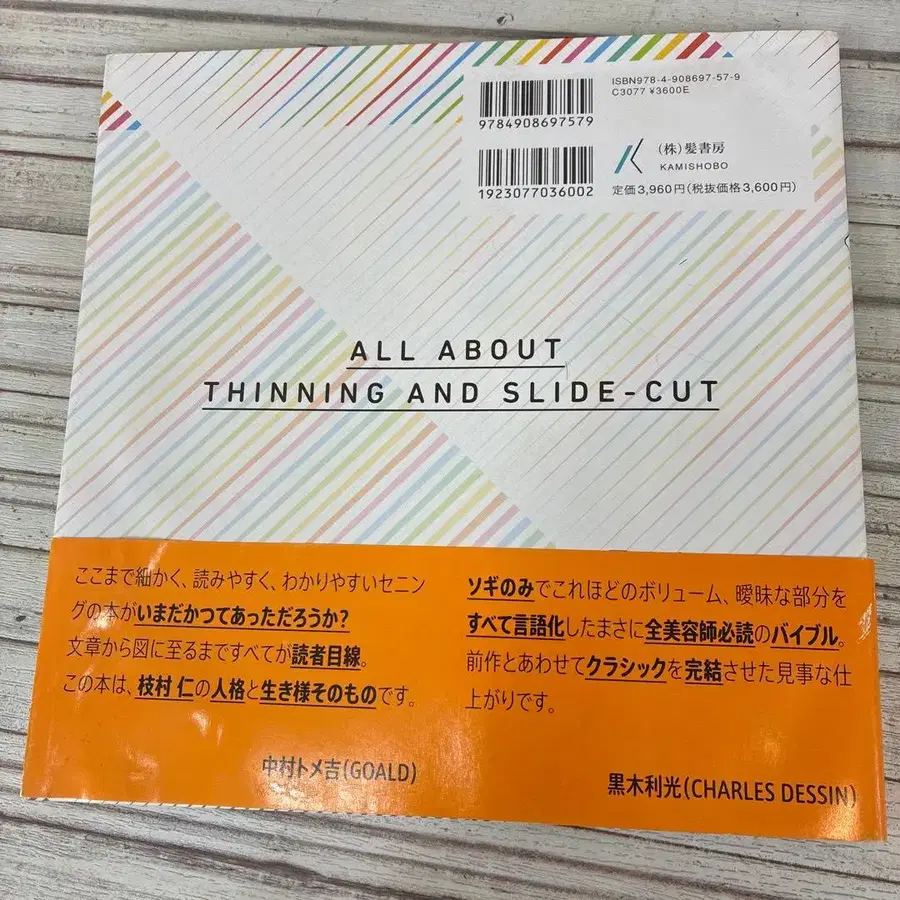 ISBN978-4-908697-57-9
C3077 ¥3600E
9784908697579
(株)髪書房
KAMISHOBO
1923077036002
定価3,960円(税抜価格3,600円)
ALL ABOUT
THINNING AND SLIDE-CUT
ここまで細かく、読みやすく、わかりやすいセニン
グの本がいまだかつてあっただろうか?
文章から図に至るまですべてが読者目線。
この本は、枝村 仁の人格と生き様そのものです。
中村トメ吉(GOALD)
ソギのみでこれほどのボリューム、曖昧な部分を
すべて言語化したまさに全美容師必読のバイブル。
前作とあわせてクラシックを完結させた見事な仕
上がりです。
黒木利光(CHARLES DESSIN)